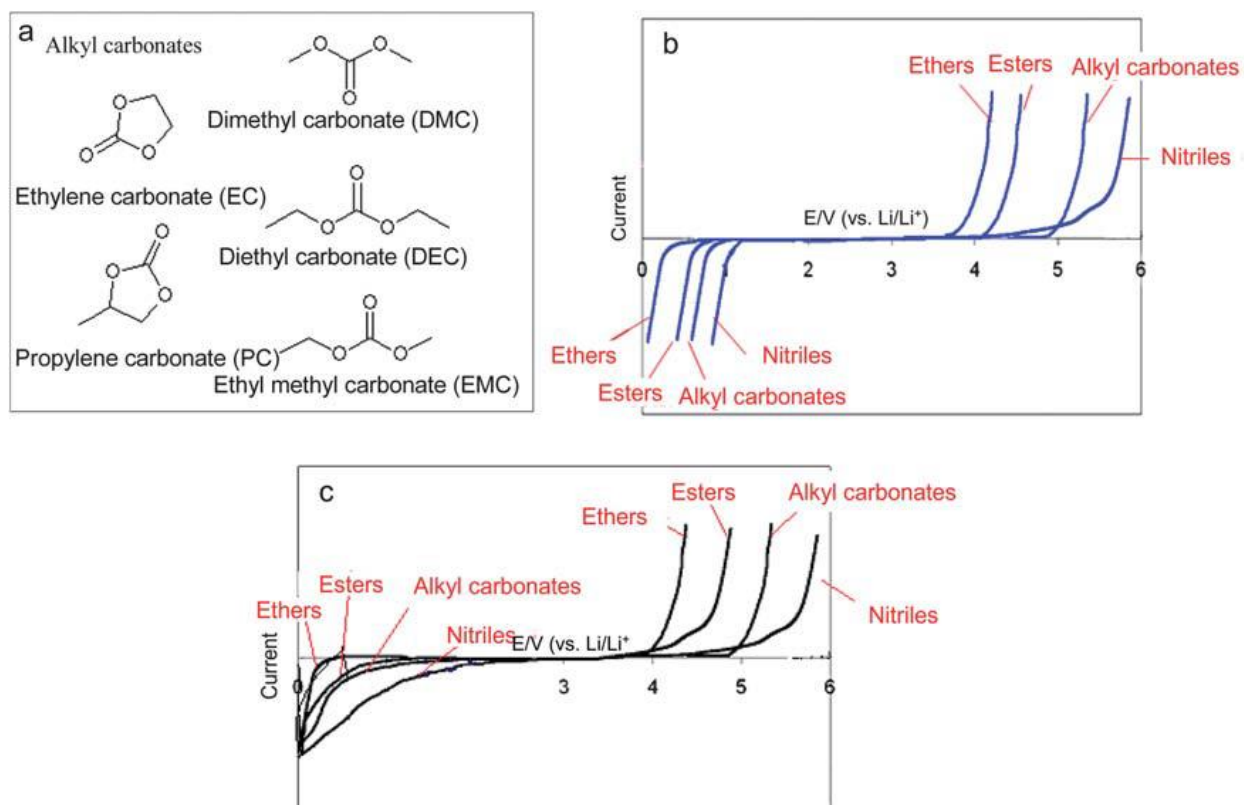 a
Alkyl carbonates
O
O
O
Dimethyl carbonate (DMC)
O
O
O
Ethylene carbonate (EC)
O
O
O
Diethyl carbonate (DEC)
O
O
O
Propylene carbonate (PC)
O
O
O
Ethyl methyl carbonate (EMC)
b
Ethers
Esters
Alkyl carbonates
Nitriles
Current
E/V (vs. Li/Li⁺)
0 1 2 3 4 5 6
Ethers
Nitriles
Esters
Alkyl carbonates
c
Esters
Alkyl carbonates
Ethers
Esters
Alkyl carbonates
Ethers
Nitriles
Nitriles
E/V (vs. Li/Li⁺
Current
0 3 4 5 6